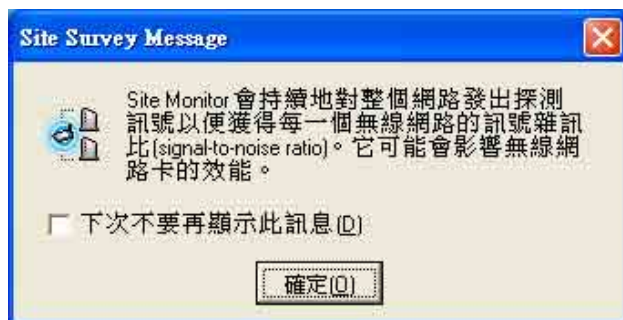 Site Survey Message
Site Monitor 會持續地對整個網路發出探測
訊號以便獲得每一個無線網路的訊號雜訊
比(signal-to-noise ratio)。它可能會影響無線網
路卡的效能。
下次不要再顯示此訊息(D)
確定(O)